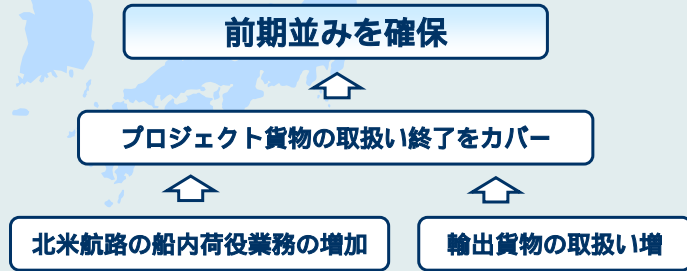 前期並みを確保
プロジェクト貨物の取扱い終了をカバー
北米航路の船内荷役業務の増加
輸出貨物の取扱い増